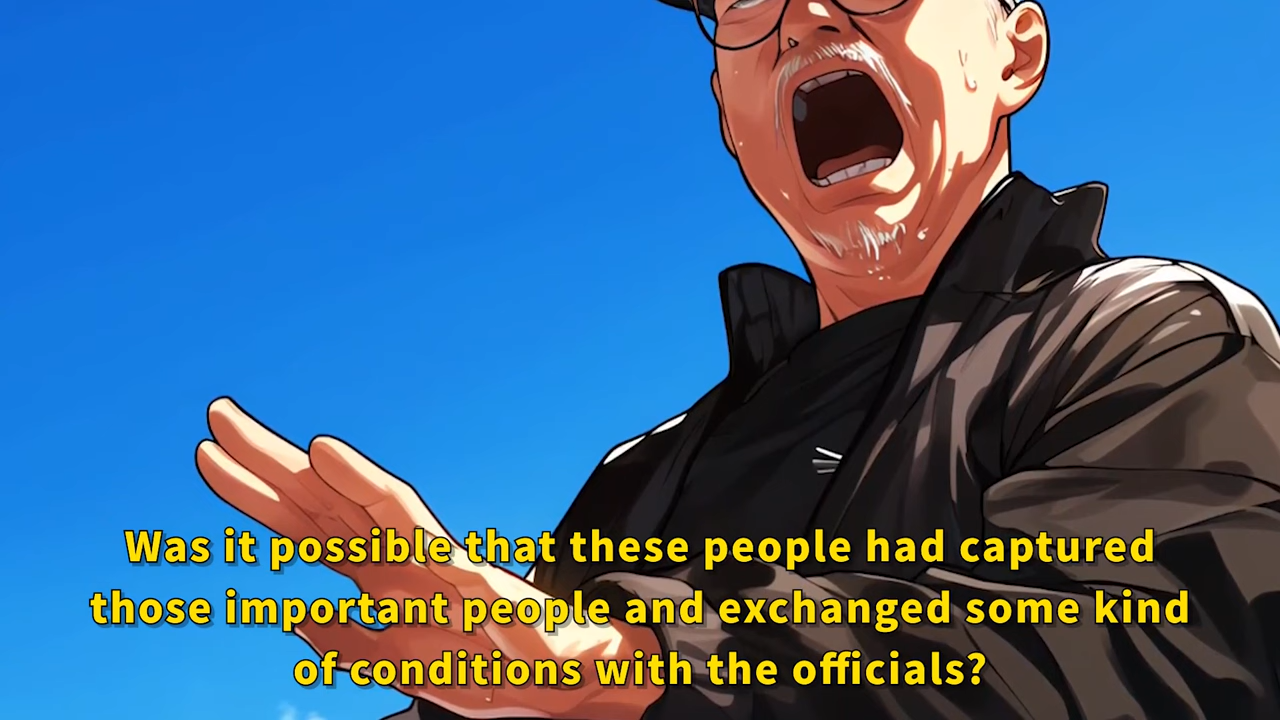 Was it possible that these people had captured
those important people and exchanged some kind
of conditions with the officials?